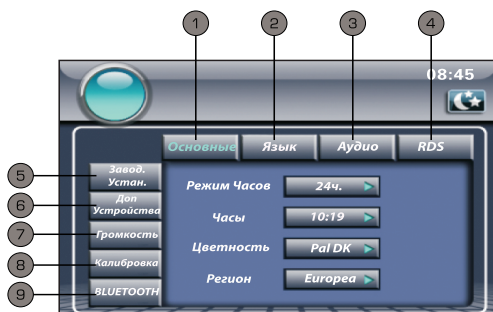 1 2 3 4
08:45
Основные Язык Аудио RDS
5 Завод.
Устан.
6 Доп
Устройства
7 Громкость
8 Калибровка
9 BLUETOOTH
Режим Часов 24ч.
Часы 10:19
Цветность Pal DK
Регион Europea